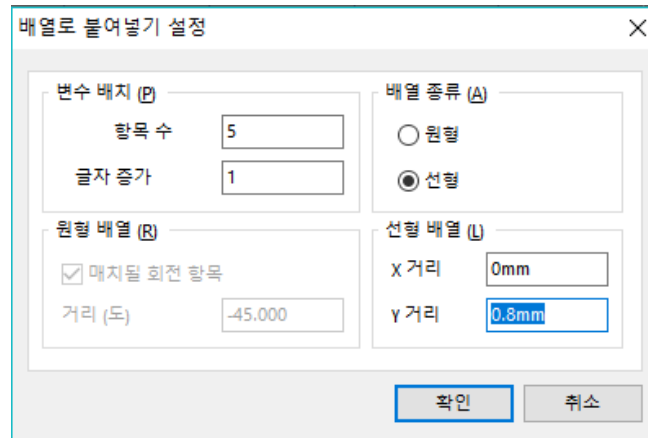 배열로 붙여넣기 설정
변수 배치 (P)
항목 수
5
글자 증가
1
배열 종류 (A)
원형
선형
원형 배열 (R)
매치될 회전 항목
거리 (도)
-45.000
선형 배열 (L)
X 거리
0mm
Y 거리
0.8mm
확인
취소